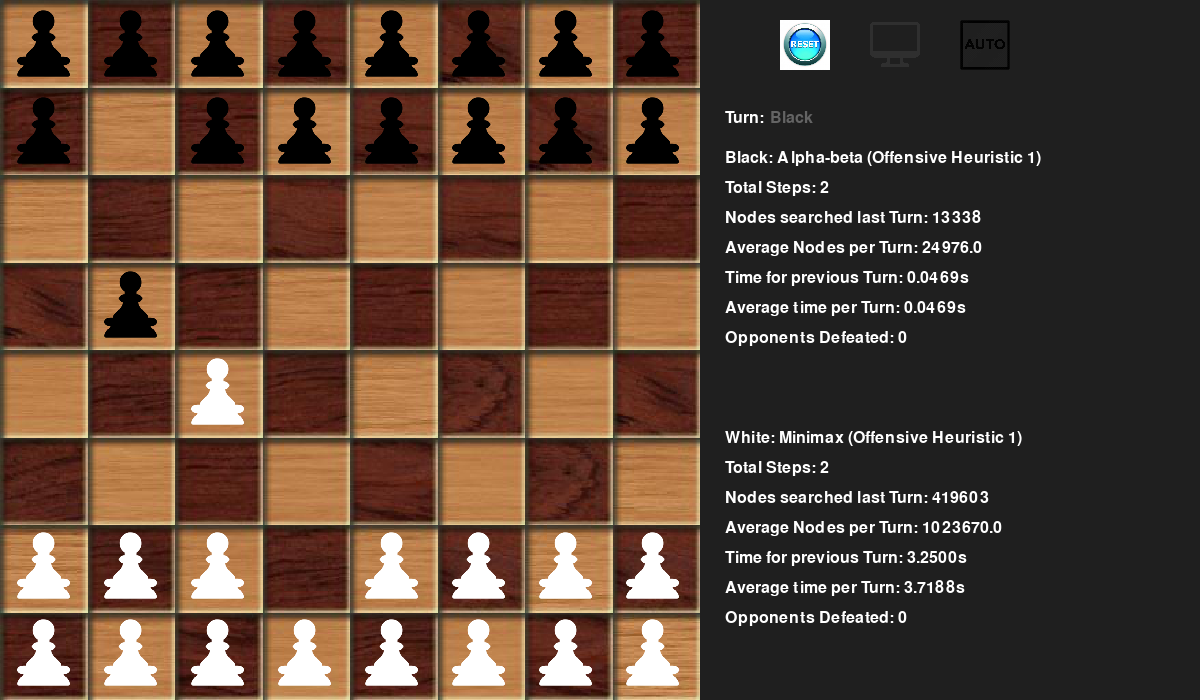 RESET
AUTO
Turn: Black
Black: Alpha-beta (Offensive Heuristic 1)
Total Steps: 2
Nodes searched last Turn: 13338
Average Nodes per Turn: 24976.0
Time for previous Turn: 0.0469s
Average time per Turn: 0.0469s
Opponents Defeated: 0
White: Minimax (Offensive Heuristic 1)
Total Steps: 2
Nodes searched last Turn: 419603
Average Nodes per Turn: 1023670.0
Time for previous Turn: 3.2500s
Average time per Turn: 3.7188s
Opponents Defeated: 0